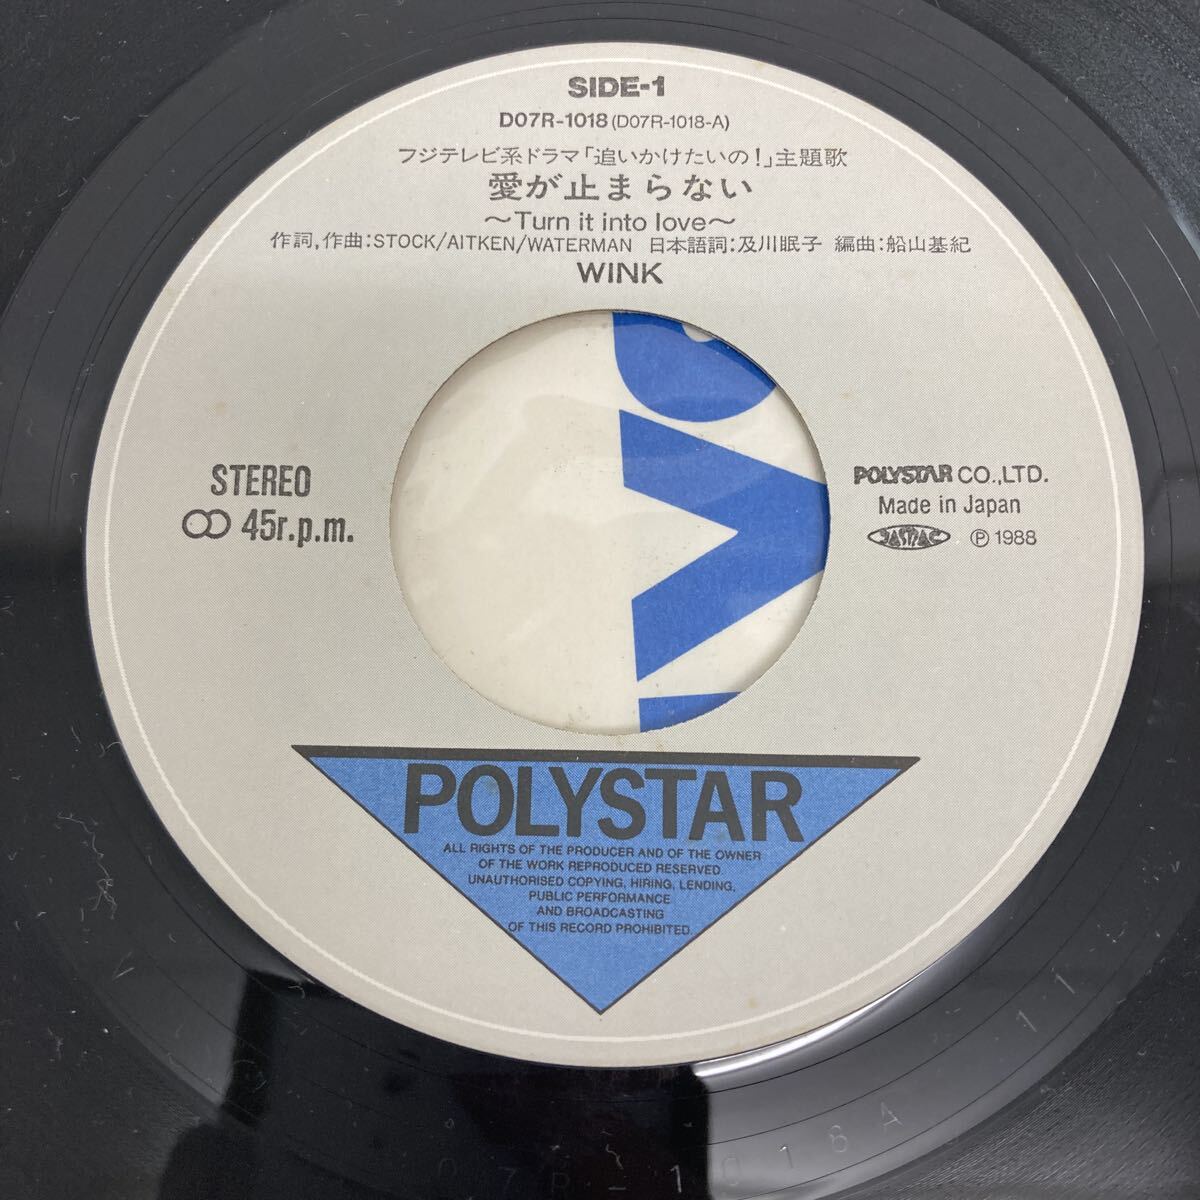 SIDE-1
D07R-1018 (D07R-1018-A)
フジテレビ系ドラマ「追いかけたいの！」主題歌
愛が止まらない
～Turn it into love～
作詞,作曲：STOCK/AITKEN/WATERMAN 日本語詞：及川眠子 編曲：船山基紀
WINK
STEREO
45r.p.m.
POLYSTAR CO.,LTD.
Made in Japan
JASRAC ℗ 1988
POLYSTAR
ALL RIGHTS OF THE PRODUCER AND OF THE OWNER
OF THE WORK REPRODUCED RESERVED.
UNAUTHORISED COPYING, HIRING, LENDING,
PUBLIC PERFORMANCE
AND BROADCASTING
OF THIS RECORD PROHIBITED.
07R-1018A 1 1